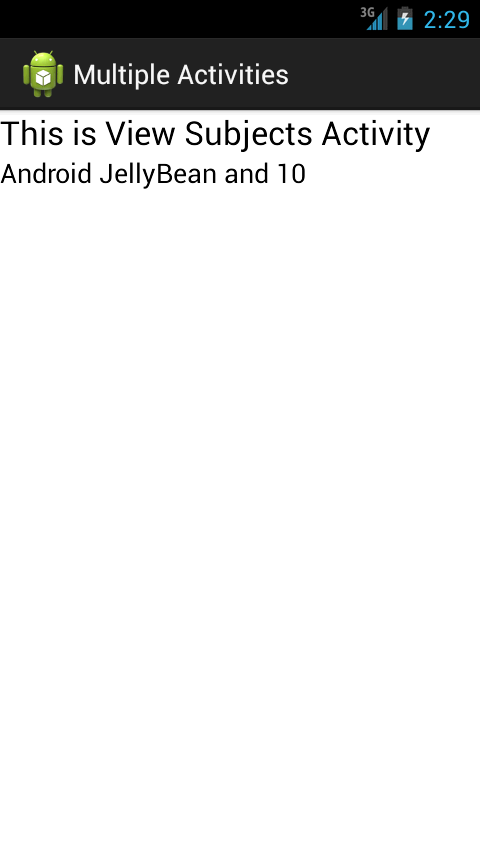 3G 2:29
Multiple Activities
This is View Subjects Activity
Android JellyBean and 10